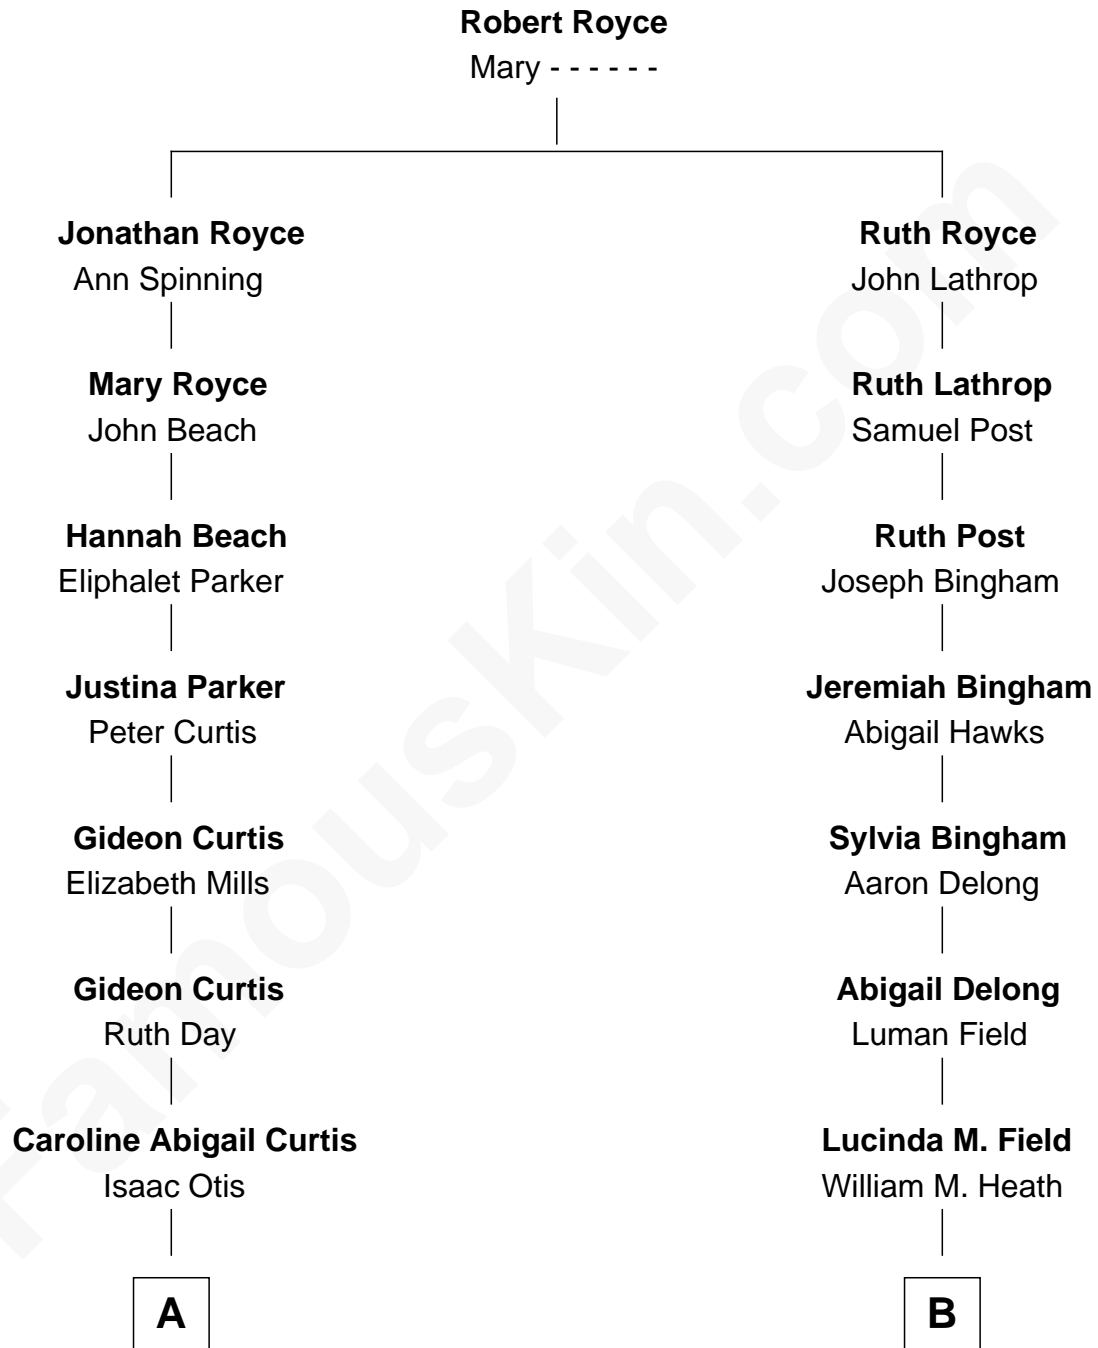 Robert Royce
Mary - - - - - -
Jonathan Royce
Ann Spinning
Ruth Royce
John Lathrop
Mary Royce
John Beach
Ruth Lathrop
Samuel Post
Hannah Beach
Eliphalet Parker
Ruth Post
Joseph Bingham
Justina Parker
Peter Curtis
Jeremiah Bingham
Abigail Hawks
Gideon Curtis
Elizabeth Mills
Sylvia Bingham
Aaron Delong
Gideon Curtis
Ruth Day
Abigail Delong
Luman Field
Caroline Abigail Curtis
Isaac Otis
Lucinda M. Field
William M. Heath
A
B
FamousKin.com